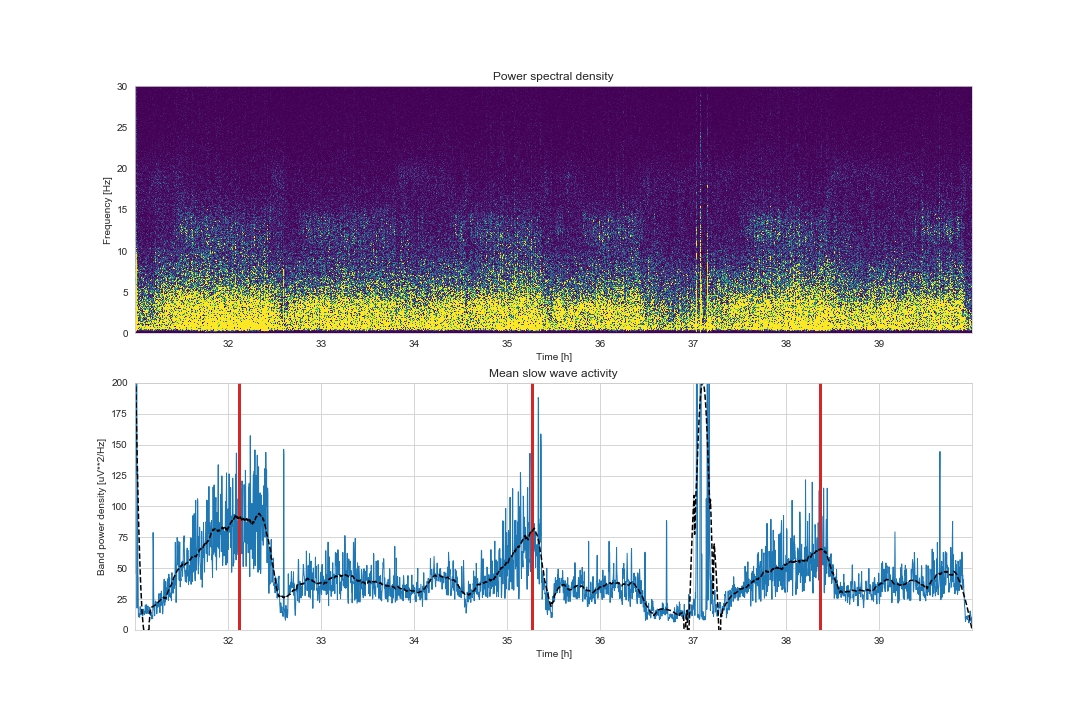 Power spectral density
30
25
20
15
10
5
0
Frequency [Hz]
32 33 34 35 36 37 38 39
Time [h]
Mean slow wave activity
200
175
150
125
100
75
50
25
0
Band power density [uV**2/Hz]
32 33 34 35 36 37 38 39
Time [h]